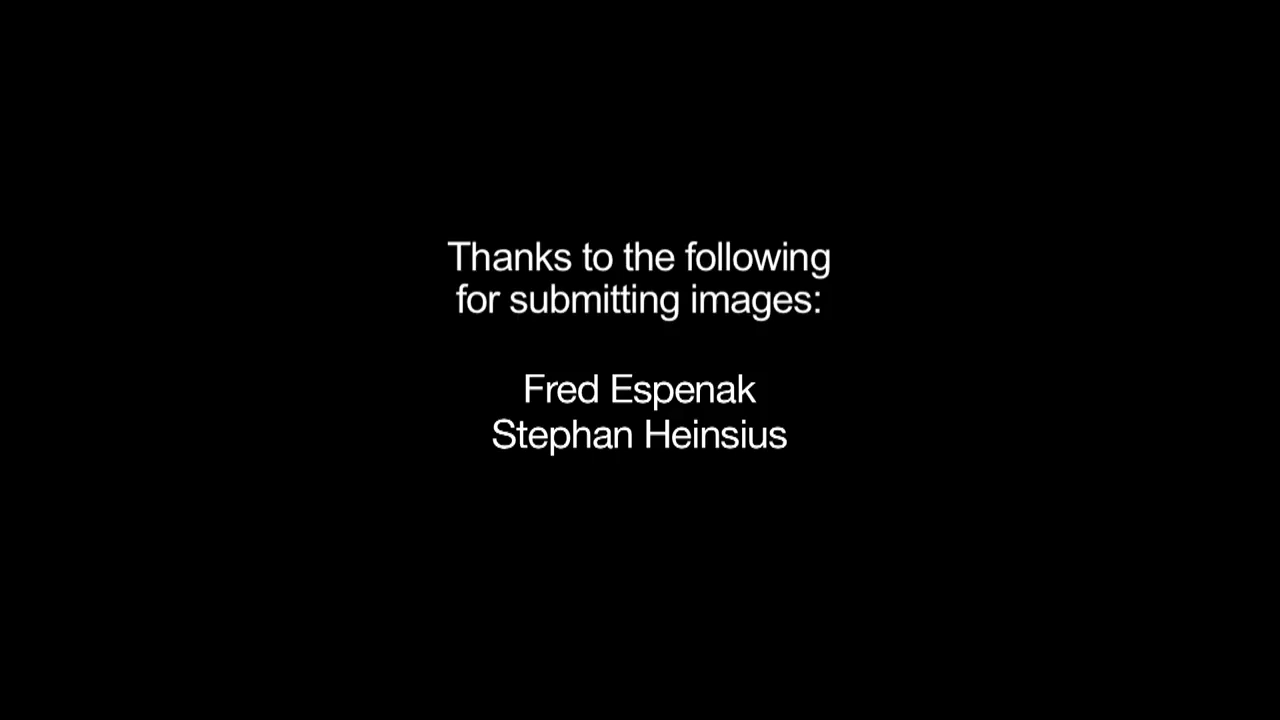 Thanks to the following
for submitting images:
Fred Espenak
Stephan Heinsius